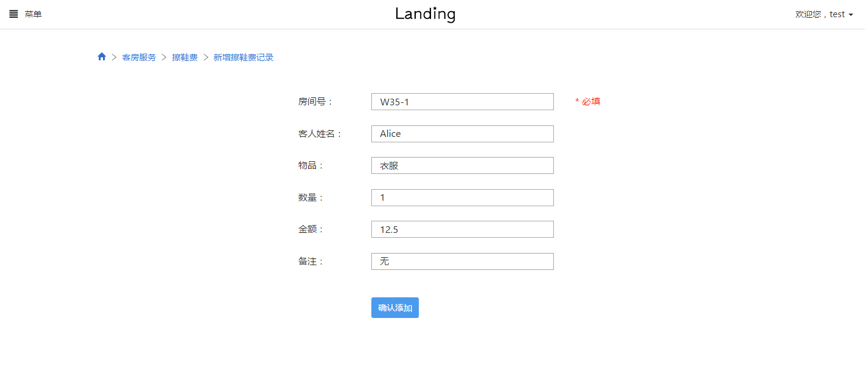 菜单
Landing
欢迎您，test
客房服务 > 擦鞋费 > 新增擦鞋费记录
房间号： W35-1 * 必填
客人姓名： Alice
物品： 衣服
数量： 1
金额： 12.5
备注： 无
确认添加